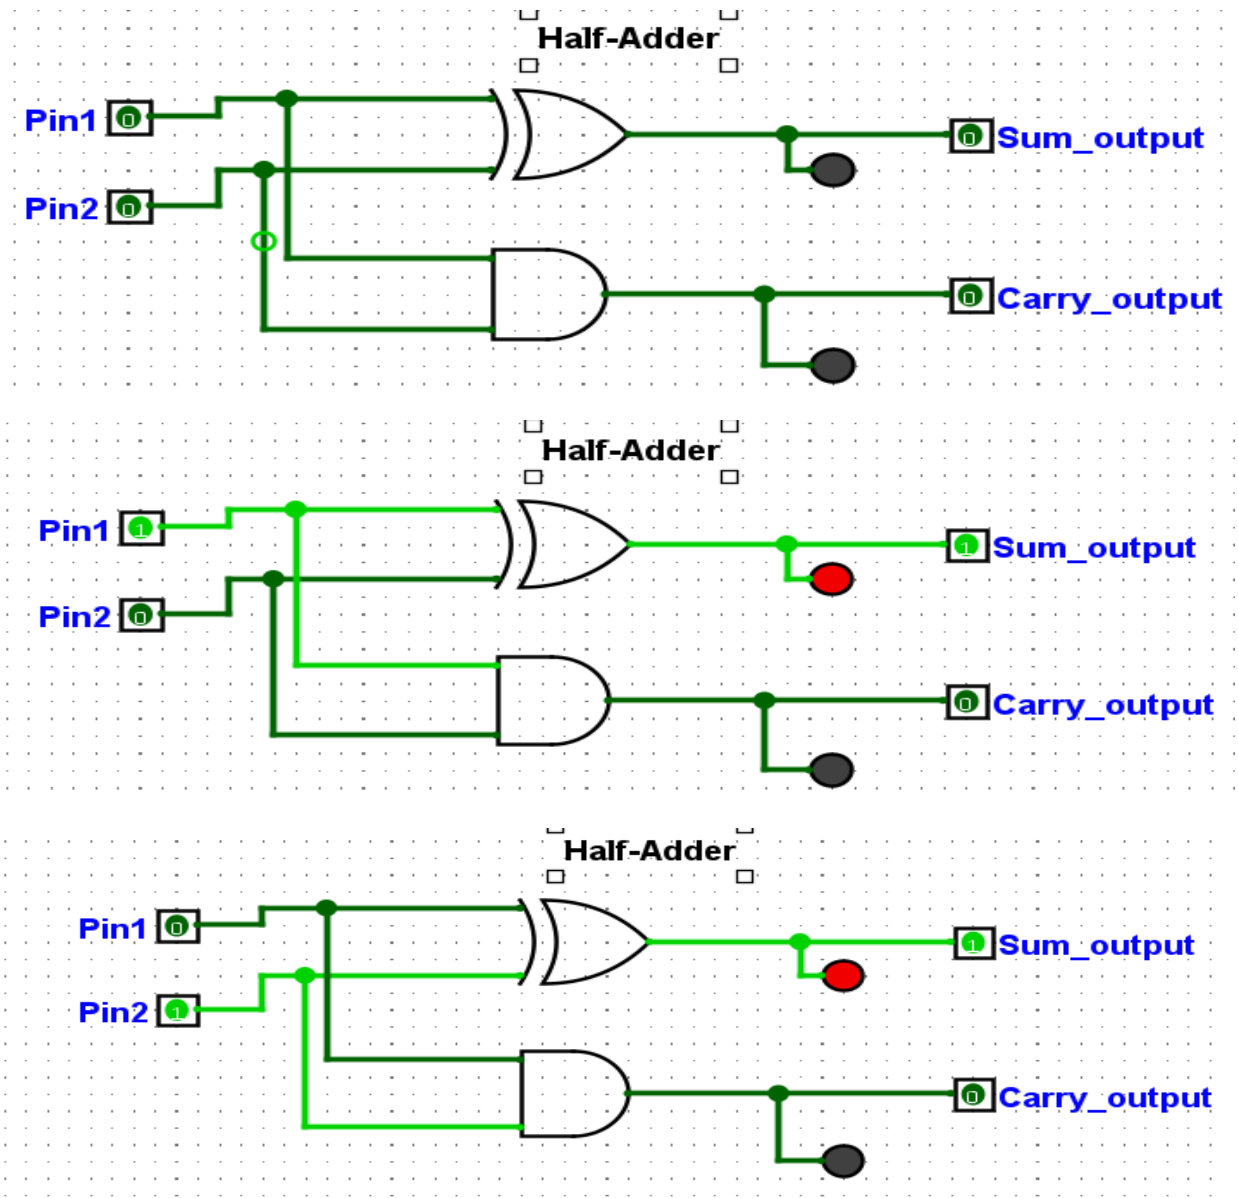 Half-Adder
Pin1 0
0 Sum_output
Pin2 0
0 Carry_output
Half-Adder
Pin1 1
1 Sum_output
Pin2 0
0 Carry_output
Half-Adder
Pin1 0
1 Sum_output
Pin2 1
0 Carry_output